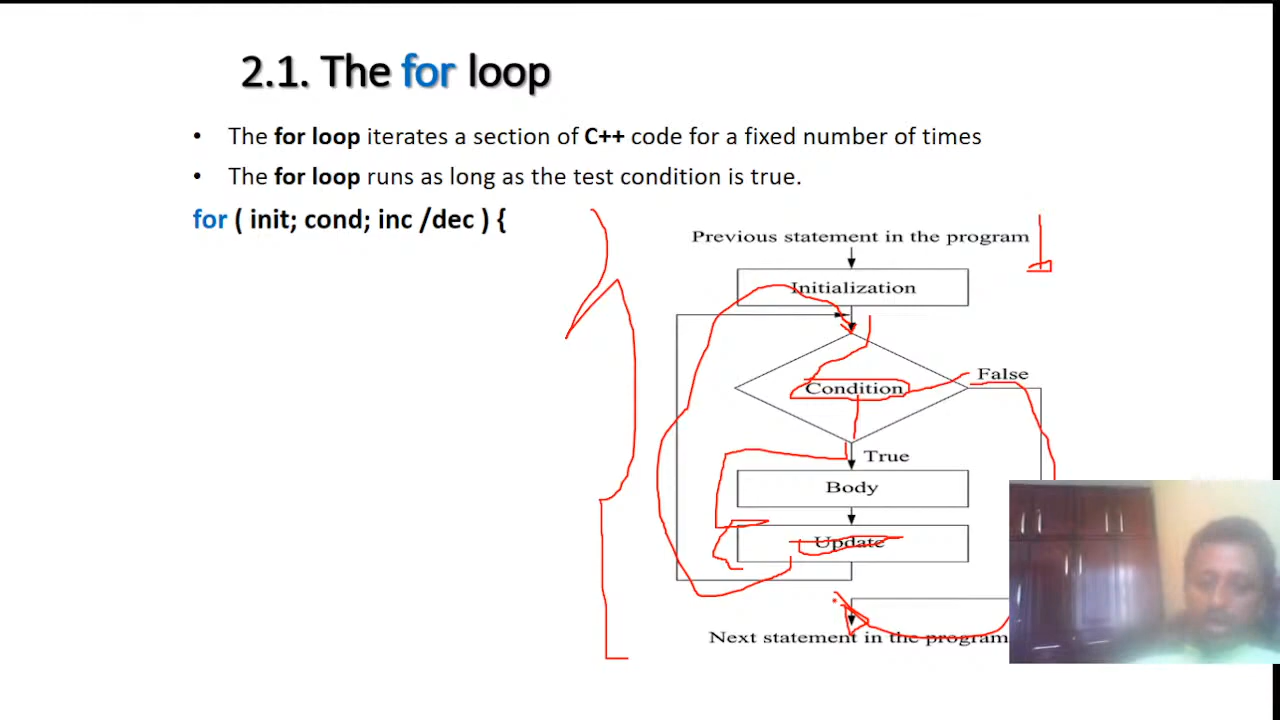 2.1. The for loop
• The for loop iterates a section of C++ code for a fixed number of times
• The for loop runs as long as the test condition is true.
for ( init; cond; inc /dec ) {
Previous statement in the program
Initialization
Condition
False
True
Body
Update
Next statement in the program